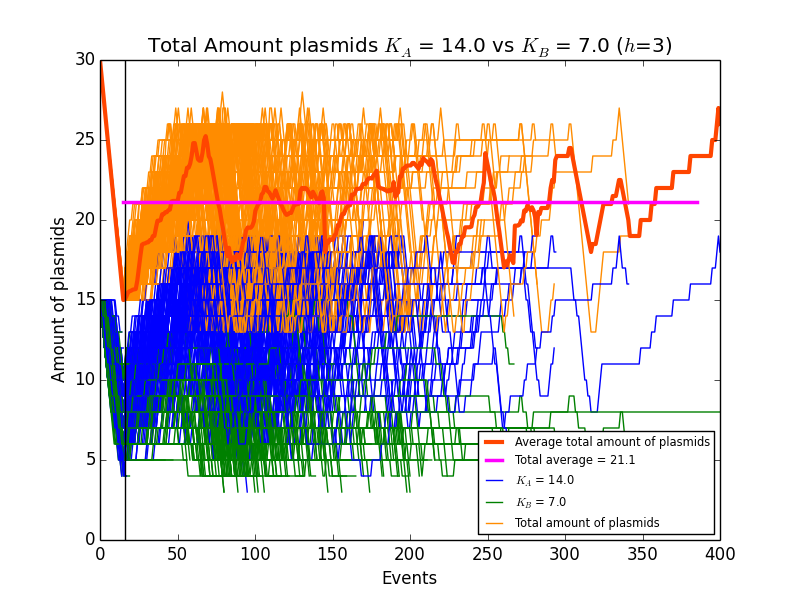 Total Amount plasmids K_A = 14.0 vs K_B = 7.0 (h=3)
30
25
20
15
10
5
0
Amount of plasmids
0 50 100 150 200 250 300 350 400
Events
Average total amount of plasmids
Total average = 21.1
K_A = 14.0
K_B = 7.0
Total amount of plasmids